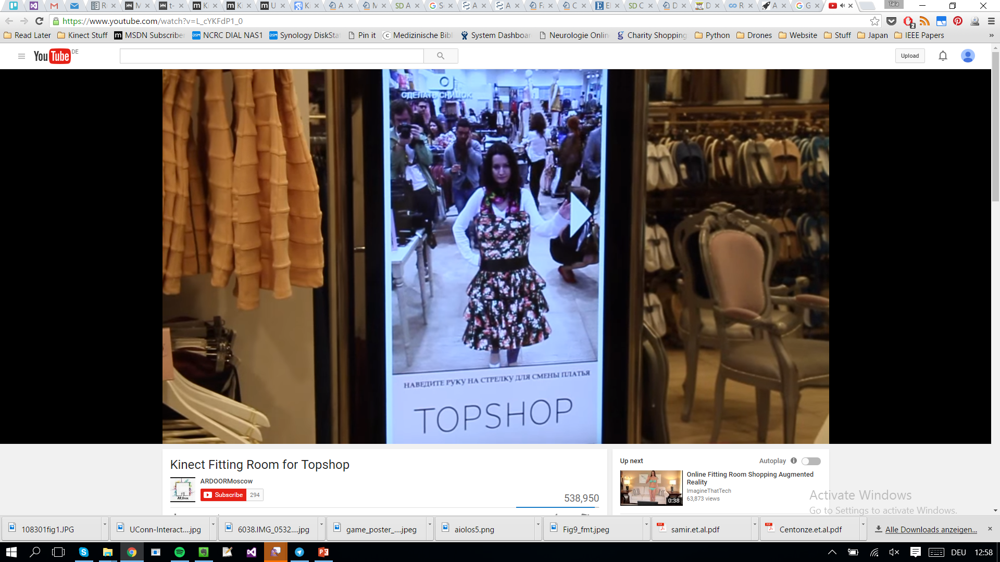 Tala
https://www.youtube.com/watch?v=L_cYKFdP1_0
Read Later
Kinect Stuff
MSDN Subscribe
NCRC DIAL NAS1
Synology DiskSta
Pin it
Medizinische Bib
System Dashboar
Neurologie Onlin
Charity Shopping
Python
Drones
Website
Stuff
Japan
IEEE Papers
»
YouTube DE
Upload
СДЕЛАТЬ СНИМОК
НАВЕДИТЕ РУКУ НА СТРЕЛКУ ДЛЯ СМЕНЫ ПЛАТЬЯ
TOPSHOP
Kinect Fitting Room for Topshop
ARDOORMoscow
Subscribe 294
538,950
Up next
Autoplay
Online Fitting Room Shopping Augmented
Reality
ImagineThatTech
63,873 views
0:38
Activate Windows
Go to Settings to activate Windows.
108301fig1.JPG
UConn-Interact....jpg
6038.IMG_0532....jpg
game_poster_....jpeg
aiolos5.png
Fig9_fmt.jpeg
samir.et.al.pdf
Centonze.et.al.pdf
Alle Downloads anzeigen...
DEU
12:58